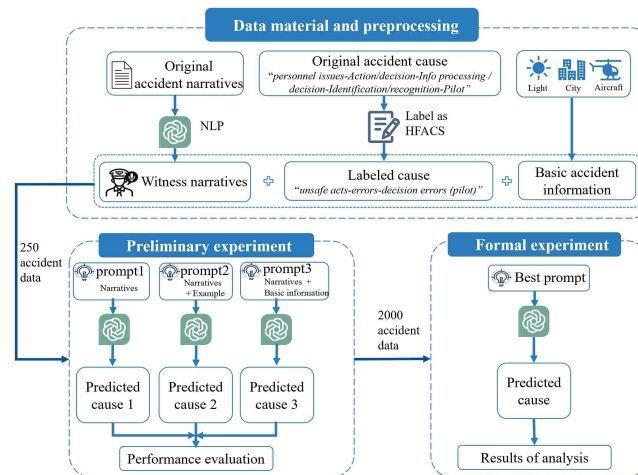 Data material and preprocessing
Original
accident narratives
Original accident cause
“personnel issues-Action/decision-Info processing /
decision-Identification/recognition-Pilot”
Light
City
Aircraft
NLP
Label as
HFACS
Witness narratives
Labeled cause
“unsafe acts-errors-decision errors (pilot)”
Basic accident
information
250
accident
data
Preliminary experiment
prompt1
Narratives
prompt2
Narratives
+ Example
prompt3
Narratives +
Basic information
Predicted
cause 1
Predicted
cause 2
Predicted
cause 3
Performance evaluation
2000
accident
data
Formal experiment
Best prompt
Predicted
cause
Results of analysis